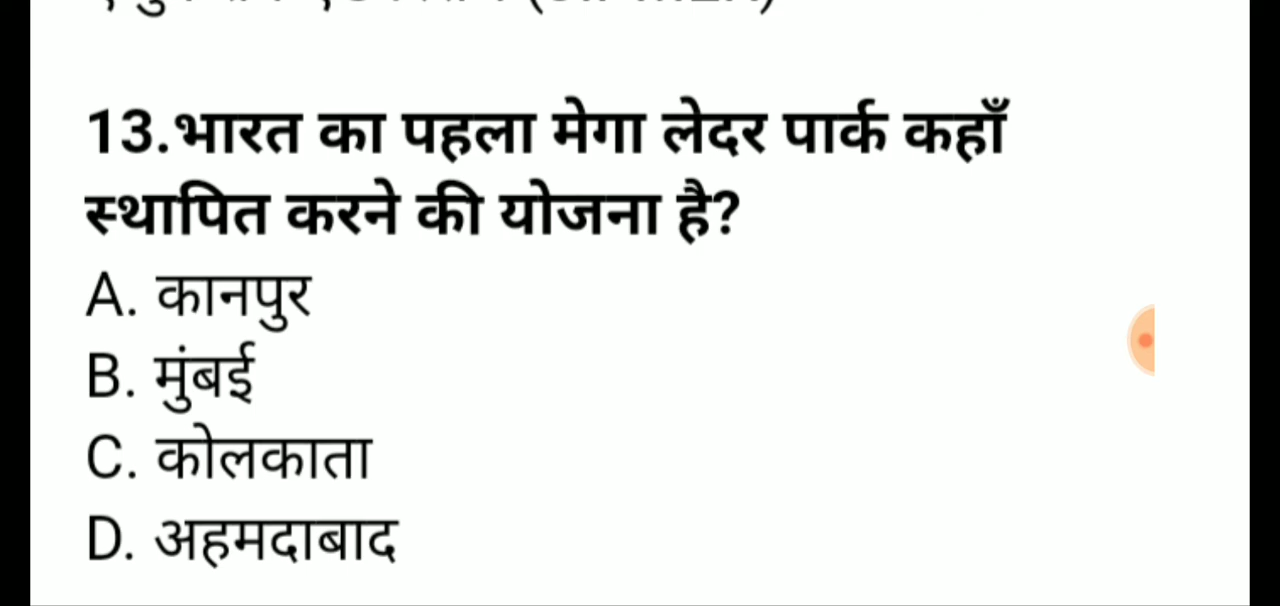 13.भारत का पहला मेगा लेदर पार्क कहाँ
स्थापित करने की योजना है?
A. कानपुर
B. मुंबई
C. कोलकाता
D. अहमदाबाद